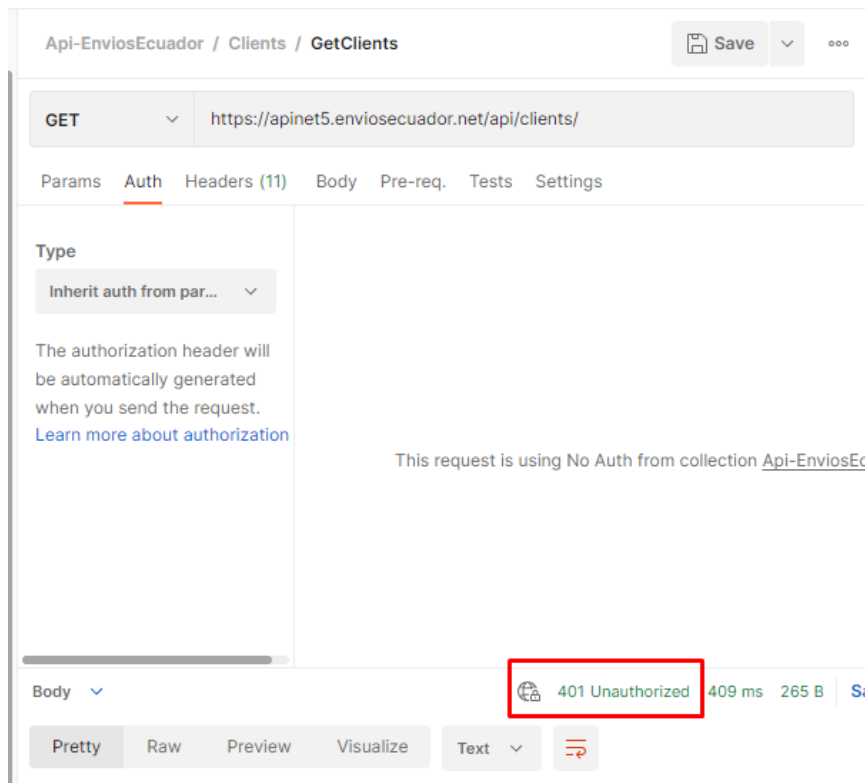 Api-EnviosEcuador / Clients / GetClients
Save
GET
https://apinet5.enviosecuador.net/api/clients/
Params Auth Headers (11) Body Pre-req. Tests Settings
Type
Inherit auth from par...
The authorization header will
be automatically generated
when you send the request.
Learn more about authorization
This request is using No Auth from collection Api-EnviosEc
Body
401 Unauthorized 409 ms 265 B Sa
Pretty Raw Preview Visualize Text